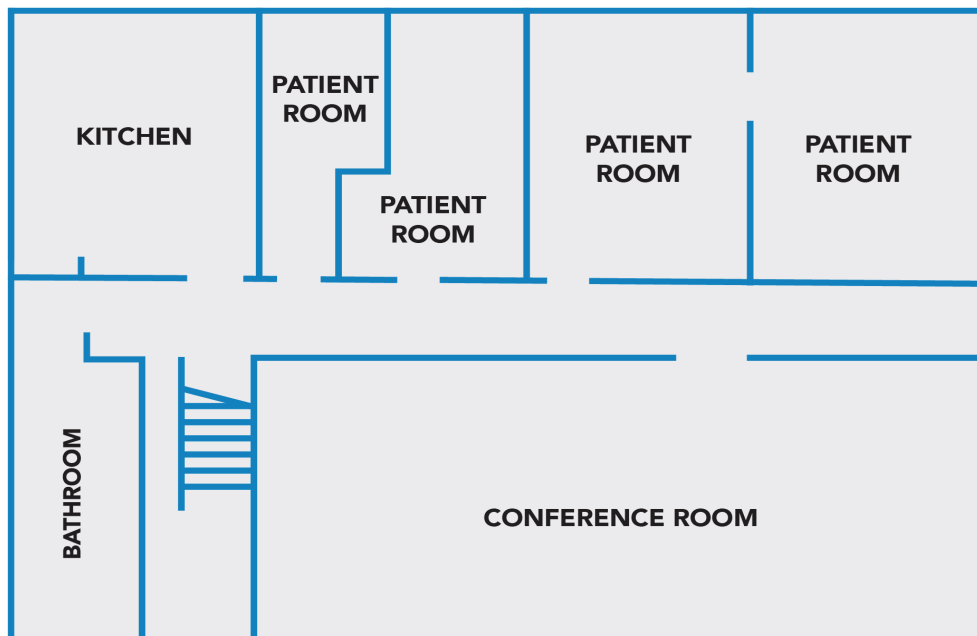 KITCHEN
PATIENT
ROOM
PATIENT
ROOM
PATIENT
ROOM
PATIENT
ROOM
BATHROOM
CONFERENCE ROOM